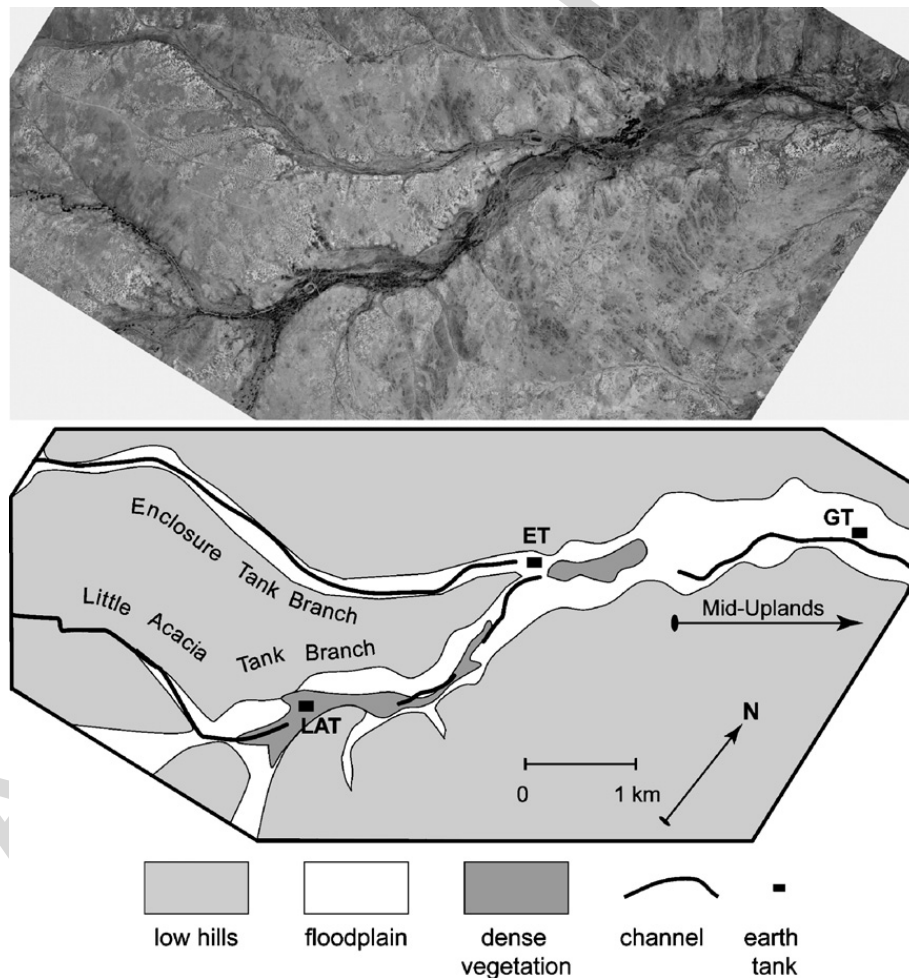 Enclosure Tank Branch
Little Acacia Tank Branch
ET
GT
LAT
Mid-Uplands
N
0 1 km
low hills
floodplain
dense vegetation
channel
earth tank